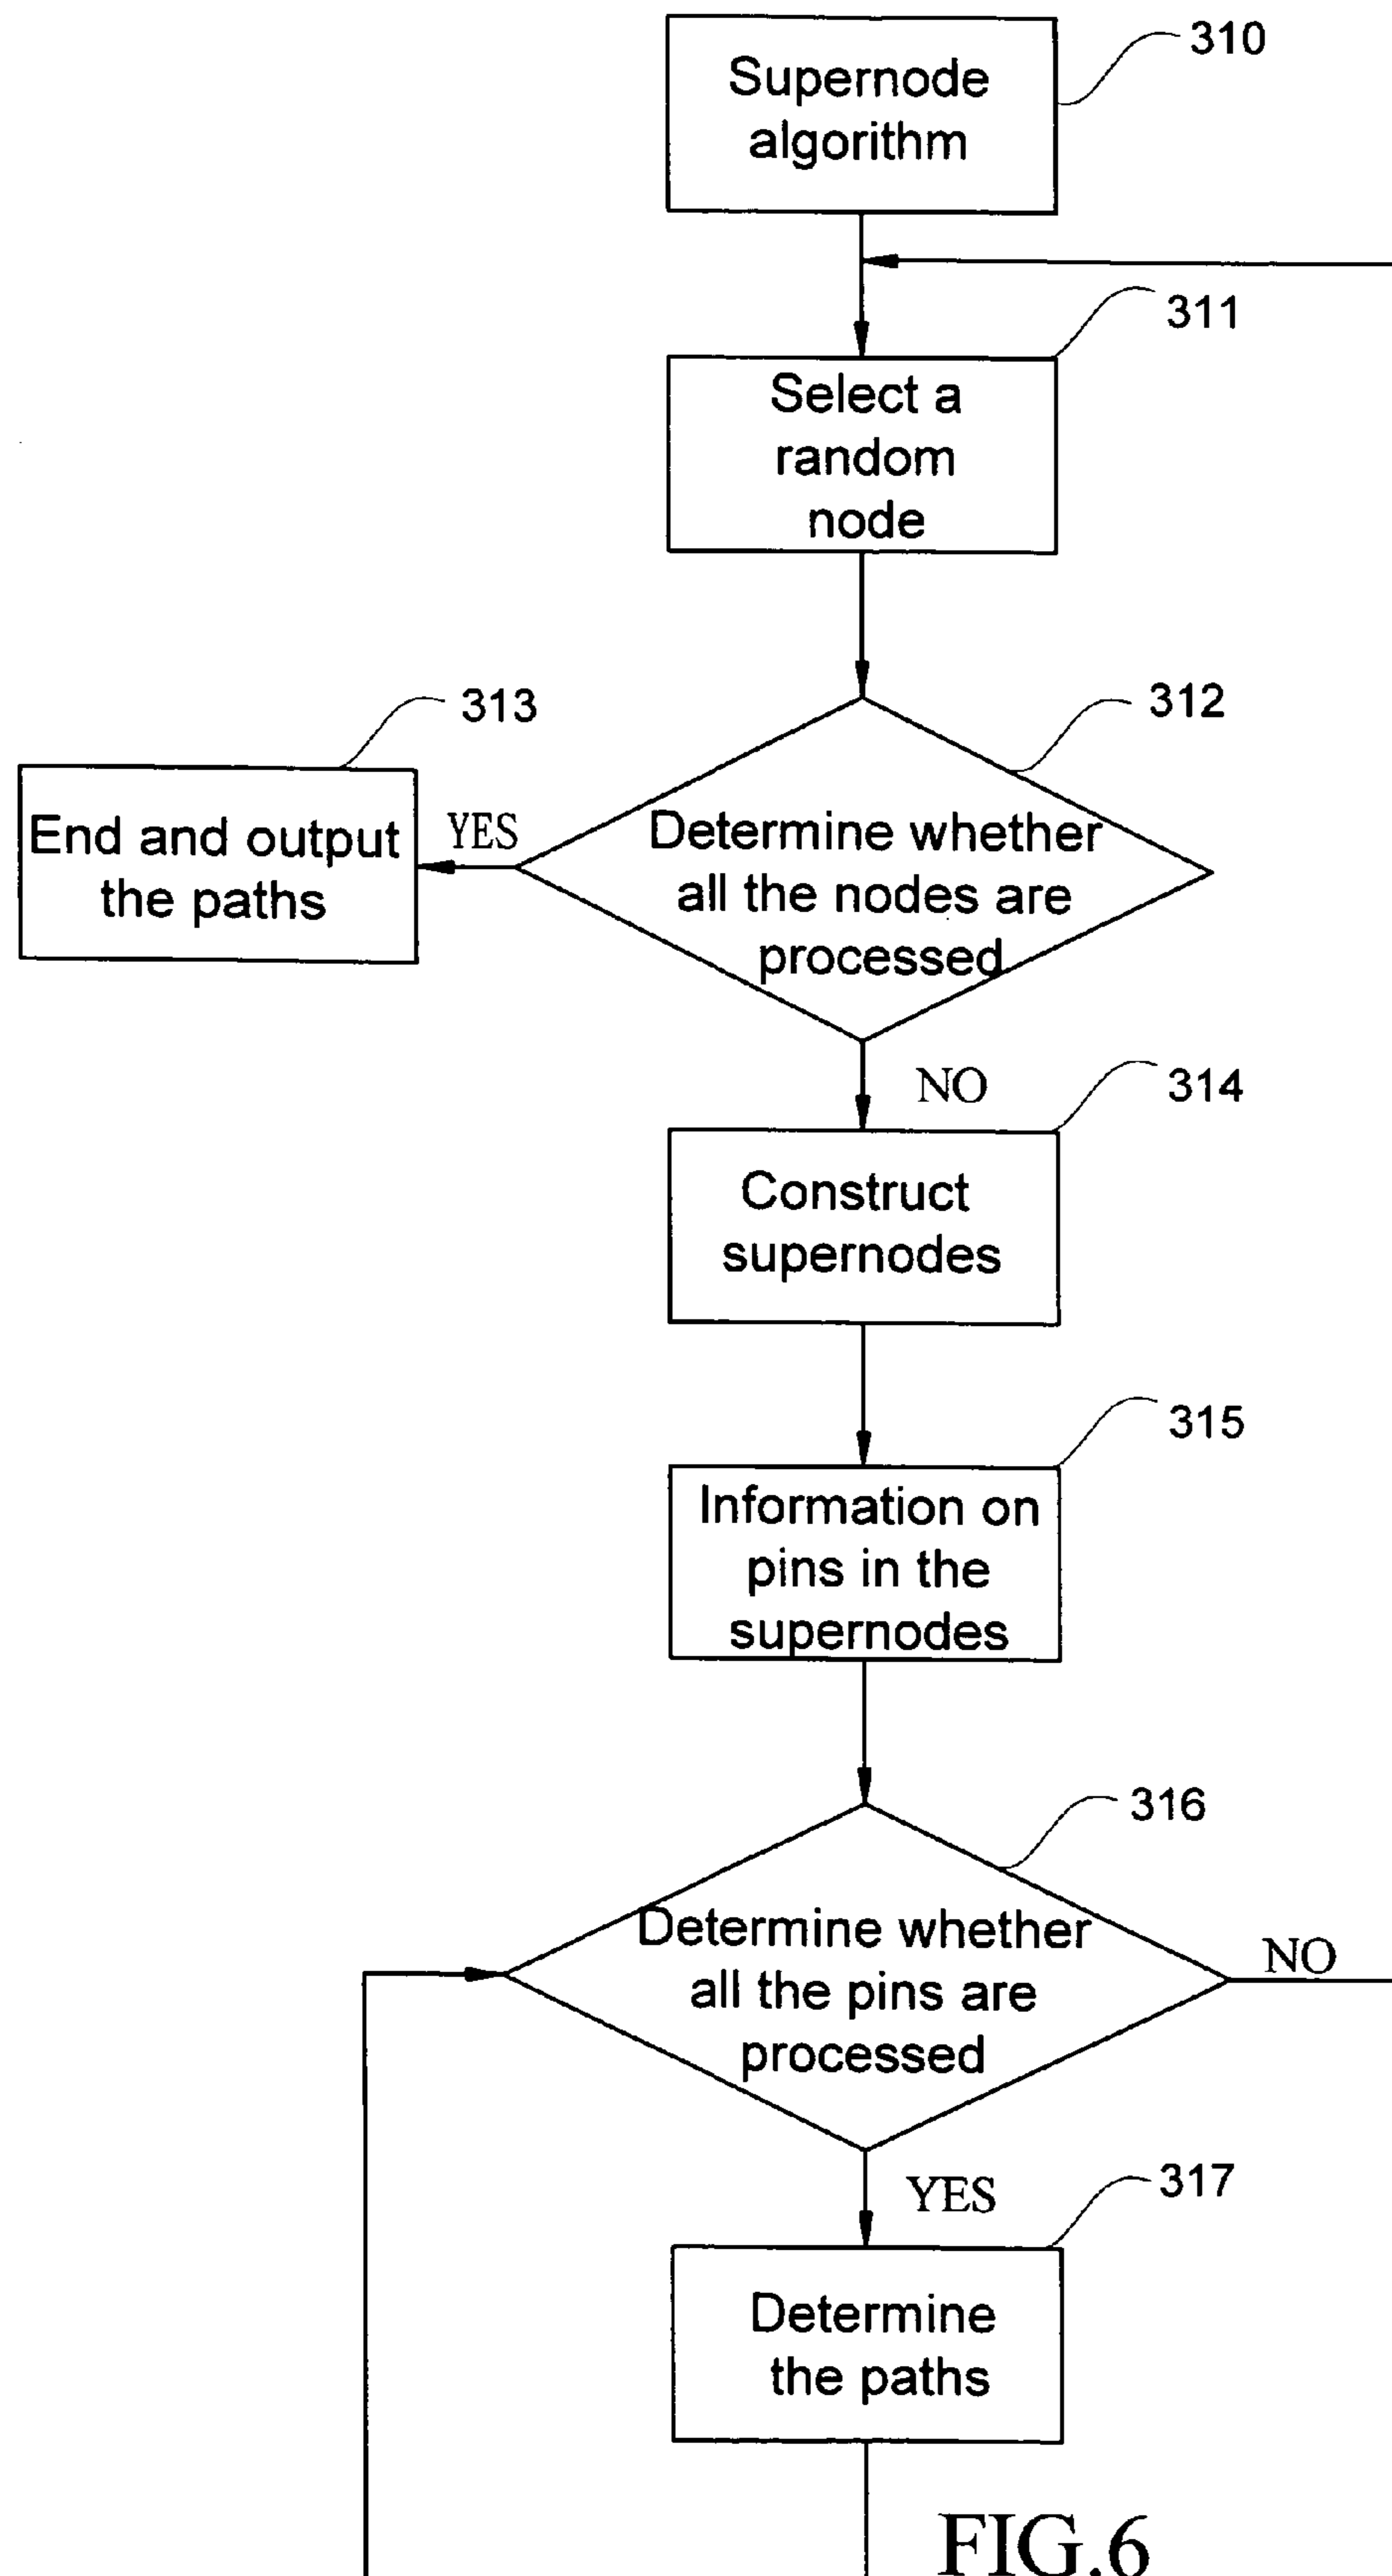 310
Supernode
algorithm
311
Select a
random
node
312
Determine whether
all the nodes are
processed
313
YES
End and output
the paths
NO
314
Construct
supernodes
315
Information on
pins in the
supernodes
316
Determine whether
all the pins are
processed
NO
YES
317
Determine
the paths
FIG.6